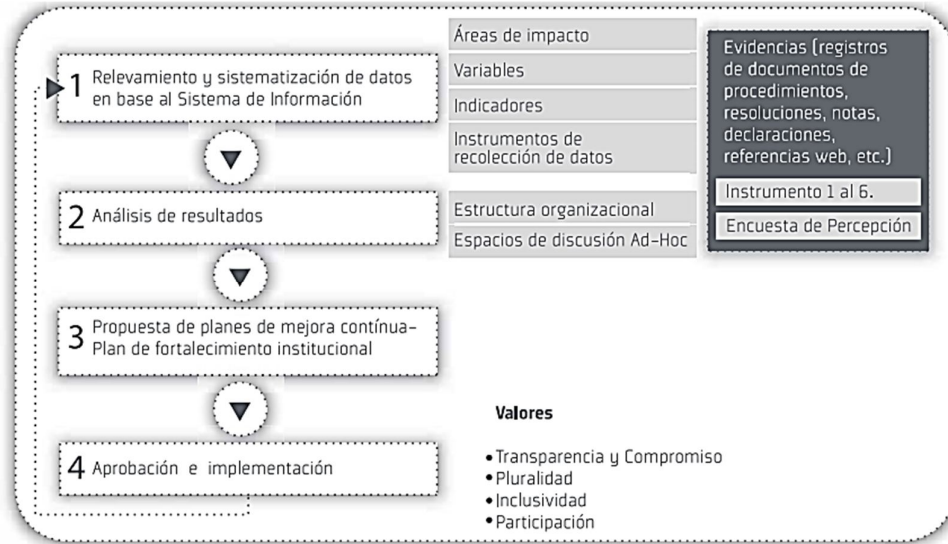 1 Relevamiento y sistematización de datos
en base al Sistema de Información
2 Análisis de resultados
3 Propuesta de planes de mejora contínua-
Plan de fortalecimiento institucional
4 Aprobación e implementación
Áreas de impacto
Variables
Indicadores
Instrumentos de
recolección de datos
Estructura organizacional
Espacios de discusión Ad-Hoc
Evidencias (registros
de documentos de
procedimientos,
resoluciones, notas,
declaraciones,
referencias web, etc.)
Instrumento 1 al 6.
Encuesta de Percepción
Valores
•Transparencia y Compromiso
•Pluralidad
•Inclusividad
•Participación